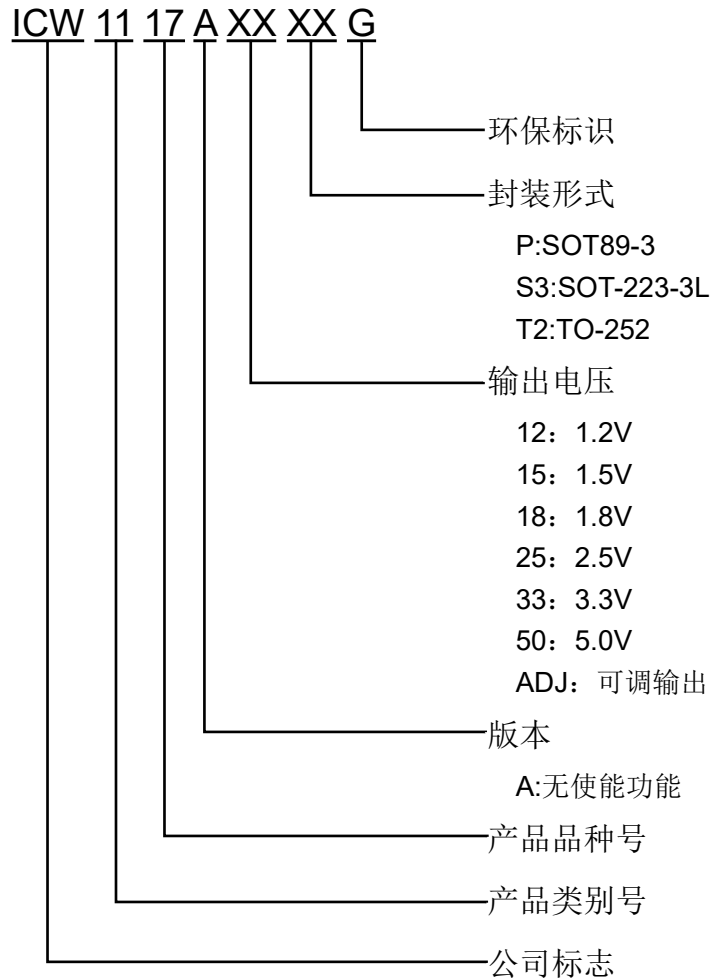 ICW 11 17 A XX XX G
环保标识
封装形式
P:SOT89-3
S3:SOT-223-3L
T2:TO-252
输出电压
12：1.2V
15：1.5V
18：1.8V
25：2.5V
33：3.3V
50：5.0V
ADJ：可调输出
版本
A:无使能功能
产品品种号
产品类别号
公司标志